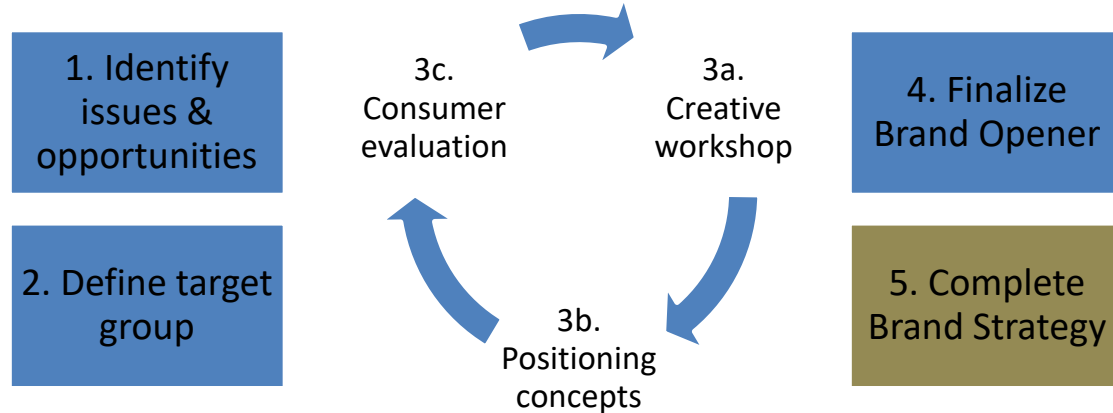 1. Identify
issues &
opportunities
2. Define target
group
3a.
Creative
workshop
3b.
Positioning
concepts
3c.
Consumer
evaluation
4. Finalize
Brand Opener
5. Complete
Brand Strategy